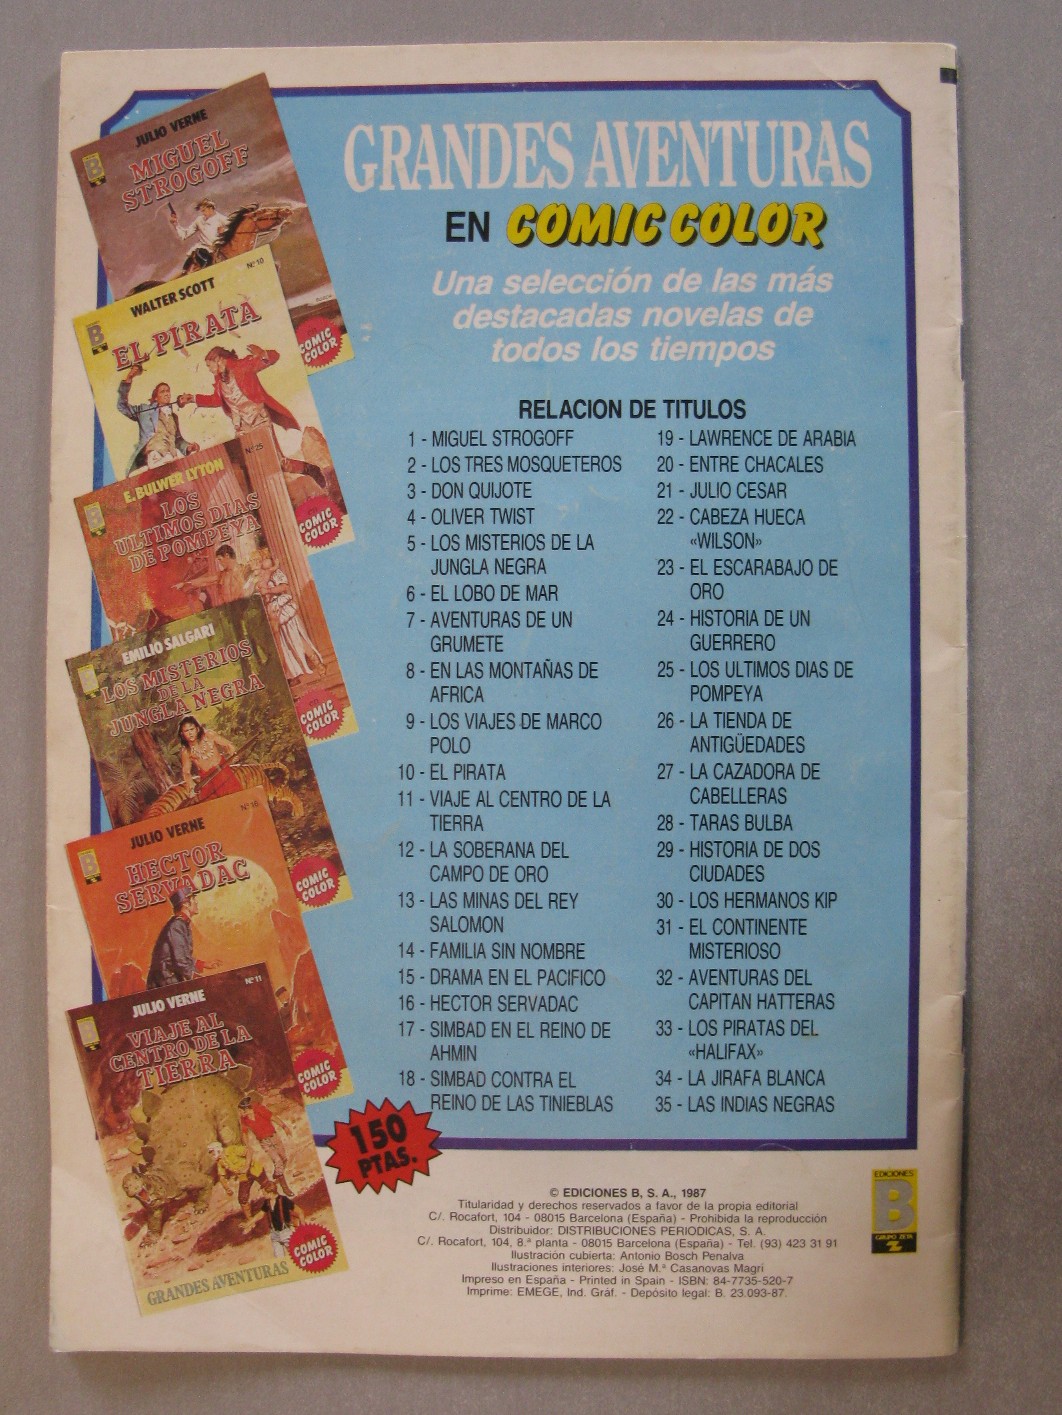 JULIO VERNE
MIGUEL
STROGOFF
COMIC
COLOR
Nº 10
WALTER SCOTT
B
EL PIRATA
COMIC
COLOR
Nº 25
E. BULWER LYTON
B
LOS
ULTIMOS DIAS
DE POMPEYA
COMIC
COLOR
EMILIO SALGARI
B
LOS MISTERIOS
DE LA
JUNGLA NEGRA
COMIC
COLOR
Nº 16
JULIO VERNE
B
HECTOR
SERVADAC
COMIC
COLOR
Nº 11
JULIO VERNE
B
VIAJE AL
CENTRO DE LA
TIERRA
COMIC
COLOR
GRANDES AVENTURAS
GRANDES AVENTURAS
EN COMIC COLOR
Una selección de las más
destacadas novelas de
todos los tiempos
RELACION DE TITULOS
1 - MIGUEL STROGOFF
2 - LOS TRES MOSQUETEROS
3 - DON QUIJOTE
4 - OLIVER TWIST
5 - LOS MISTERIOS DE LA
JUNGLA NEGRA
6 - EL LOBO DE MAR
7 - AVENTURAS DE UN
GRUMETE
8 - EN LAS MONTAÑAS DE
AFRICA
9 - LOS VIAJES DE MARCO
POLO
10 - EL PIRATA
11 - VIAJE AL CENTRO DE LA
TIERRA
12 - LA SOBERANA DEL
CAMPO DE ORO
13 - LAS MINAS DEL REY
SALOMON
14 - FAMILIA SIN NOMBRE
15 - DRAMA EN EL PACIFICO
16 - HECTOR SERVADAC
17 - SIMBAD EN EL REINO DE
AHMIN
18 - SIMBAD CONTRA EL
REINO DE LAS TINIEBLAS
19 - LAWRENCE DE ARABIA
20 - ENTRE CHACALES
21 - JULIO CESAR
22 - CABEZA HUECA
«WILSON»
23 - EL ESCARABAJO DE
ORO
24 - HISTORIA DE UN
GUERRERO
25 - LOS ULTIMOS DIAS DE
POMPEYA
26 - LA TIENDA DE
ANTIGÜEDADES
27 - LA CAZADORA DE
CABELLERAS
28 - TARAS BULBA
29 - HISTORIA DE DOS
CIUDADES
30 - LOS HERMANOS KIP
31 - EL CONTINENTE
MISTERIOSO
32 - AVENTURAS DEL
CAPITAN HATTERAS
33 - LOS PIRATAS DEL
«HALIFAX»
34 - LA JIRAFA BLANCA
35 - LAS INDIAS NEGRAS
150
PTAS.
© EDICIONES B, S. A., 1987
Titularidad y derechos reservados a favor de la propia editorial
C/. Rocafort, 104 - 08015 Barcelona (España) - Prohibida la reproducción
Distribuidor: DISTRIBUCIONES PERIODICAS, S. A.
C/. Rocafort, 104, 8.ª planta - 08015 Barcelona (España) - Tel. (93) 423 31 91
Ilustración cubierta: Antonio Bosch Penalva
Ilustraciones interiores: José M.ª Casanovas Magri
Impreso en España - Printed in Spain - ISBN: 84-7735-520-7
Imprime: EMEGE, Ind. Gráf. - Depósito legal: B. 23.093-87.
EDICIONES
B
GRUPO ZETA
Z